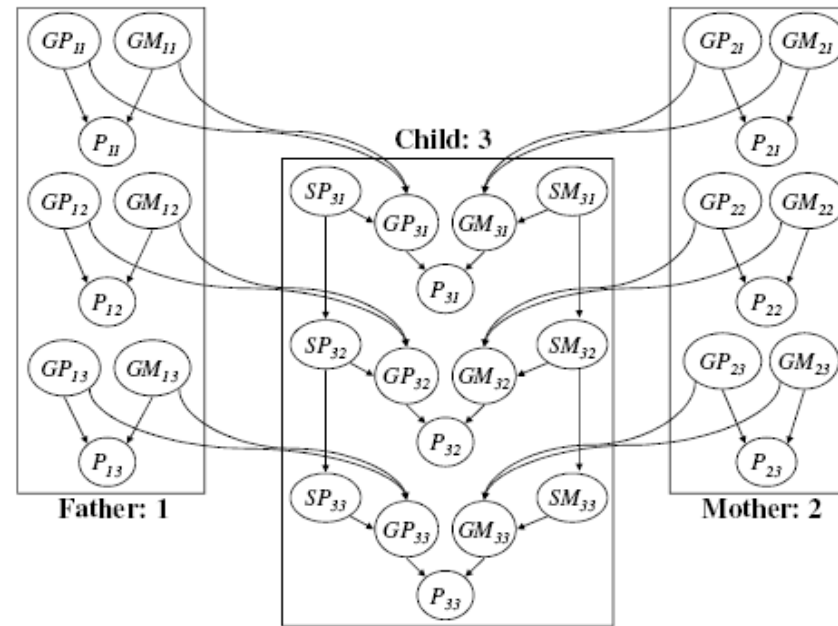 GP11 GM11 GP21 GM21
P11 P21
Child: 3
GP12 GM12 SP31 GP31 GM31 SM31 GP22 GM22
P31
P12 P22
SP32 SM32
GP13 GM13 GP32 GM32 GP23 GM23
P32
P13 P23
SP33 SM33
Father: 1 Mother: 2
GP33 GM33
P33